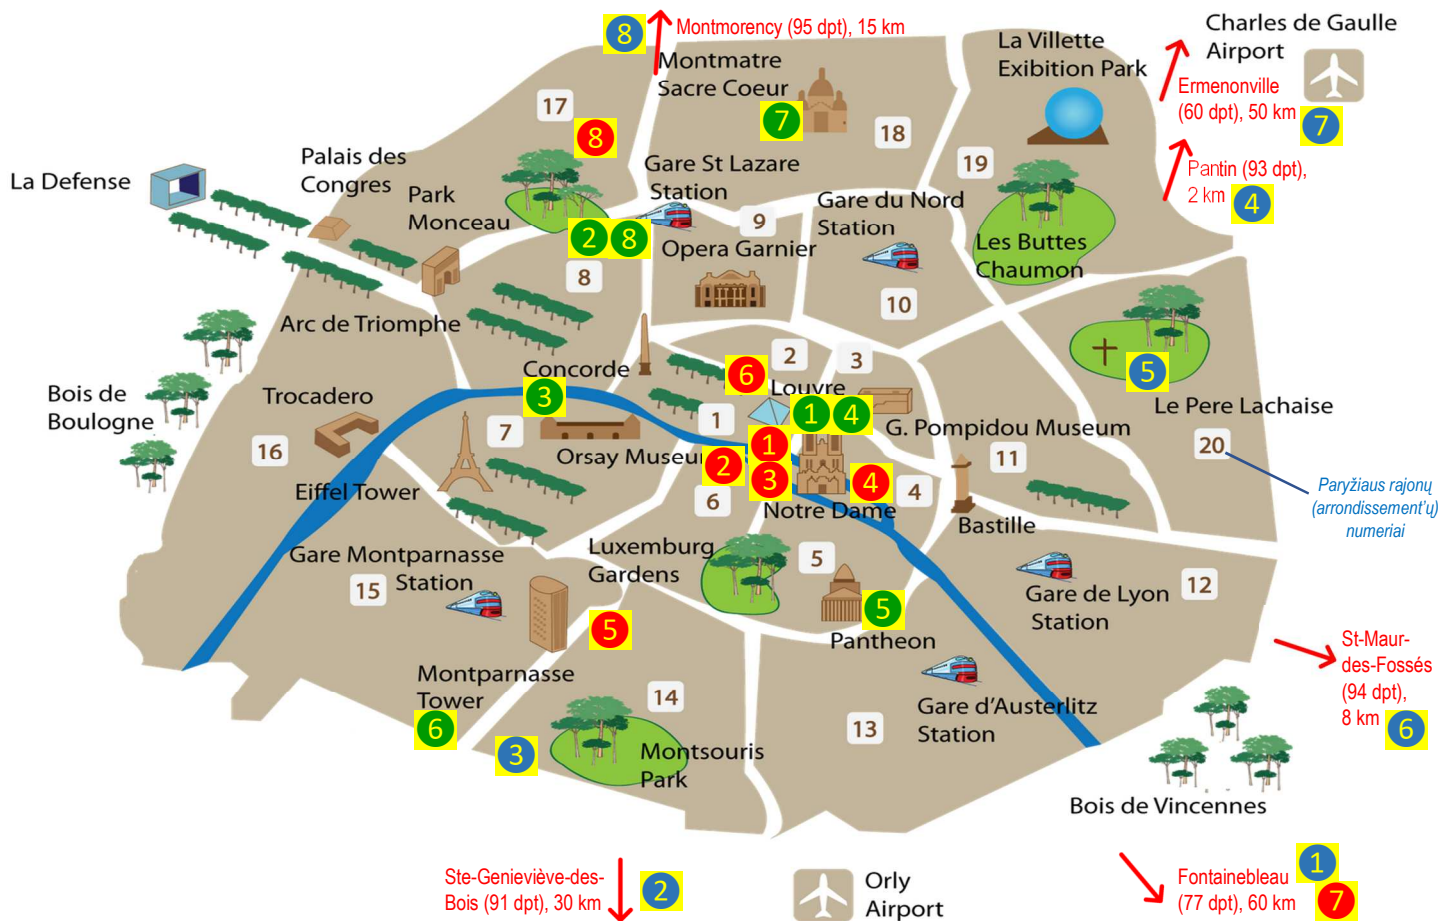 8
Montmorency (95 dpt), 15 km
Charles de Gaulle
Airport
La Villette
Exibition Park
Montmatre
Sacre Coeur
7
Ermenonville
(60 dpt), 50 km
7
17
8
18
19
Pantin (93 dpt),
2 km
4
La Defense
Palais des
Congres
Park
Monceau
Gare St Lazare
Station
Gare du Nord
Station
2
8
9
Opera Garnier
Les Buttes
Chaumon
8
10
Arc de Triomphe
Concorde
3
2
3
6
Louvre
1
4
5
Le Pere Lachaise
Bois de
Boulogne
Trocadero
16
7
Orsay Museum
1
1
2
3
G. Pompidou Museum
11
20
Paryžiaus rajonų
(arrondissement'ų)
numeriai
Eiffel Tower
6
4
4
Notre Dame
Bastille
Gare Montparnasse
Station
15
Luxemburg
Gardens
5
5
Pantheon
Gare de Lyon
Station
12
5
St-Maur-
des-Fossés
(94 dpt),
8 km
6
Montparnasse
Tower
6
3
14
Montsouris
Park
13
Gare d'Austerlitz
Station
Bois de Vincennes
Ste-Genieviève-des-
Bois (91 dpt), 30 km
2
Orly
Airport
Fontainebleau
(77 dpt), 60 km
1
7